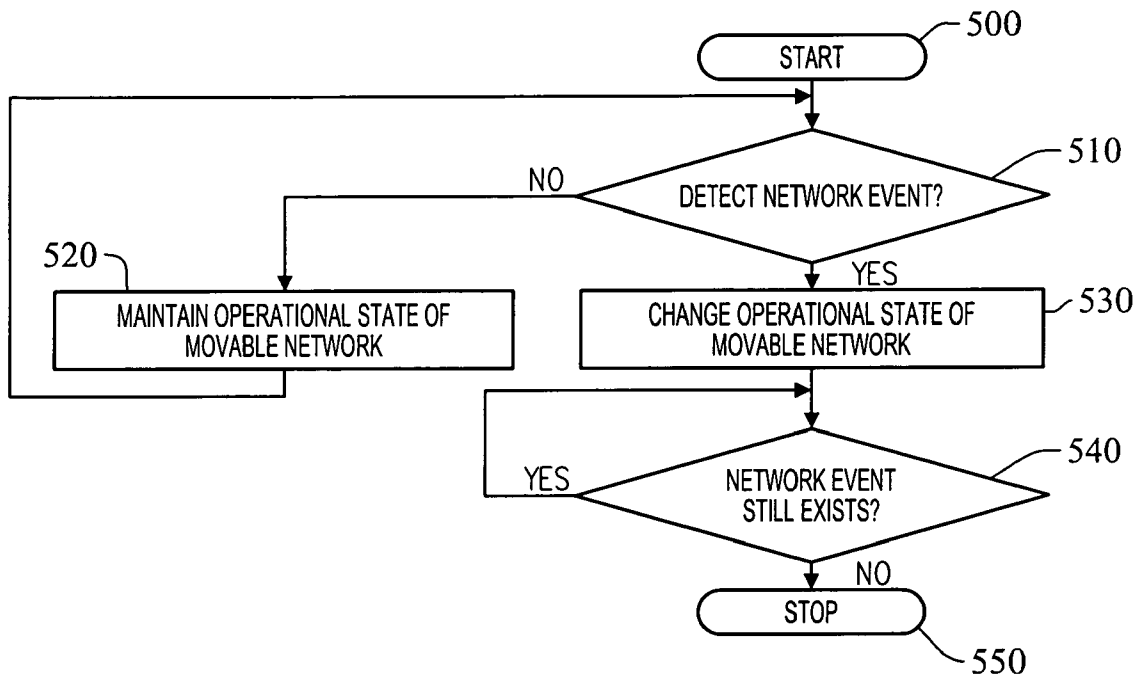 500
START
510
NO
DETECT NETWORK EVENT?
520
YES
MAINTAIN OPERATIONAL STATE OF
MOVABLE NETWORK
CHANGE OPERATIONAL STATE OF
MOVABLE NETWORK
530
540
YES
NETWORK EVENT
STILL EXISTS?
NO
STOP
550